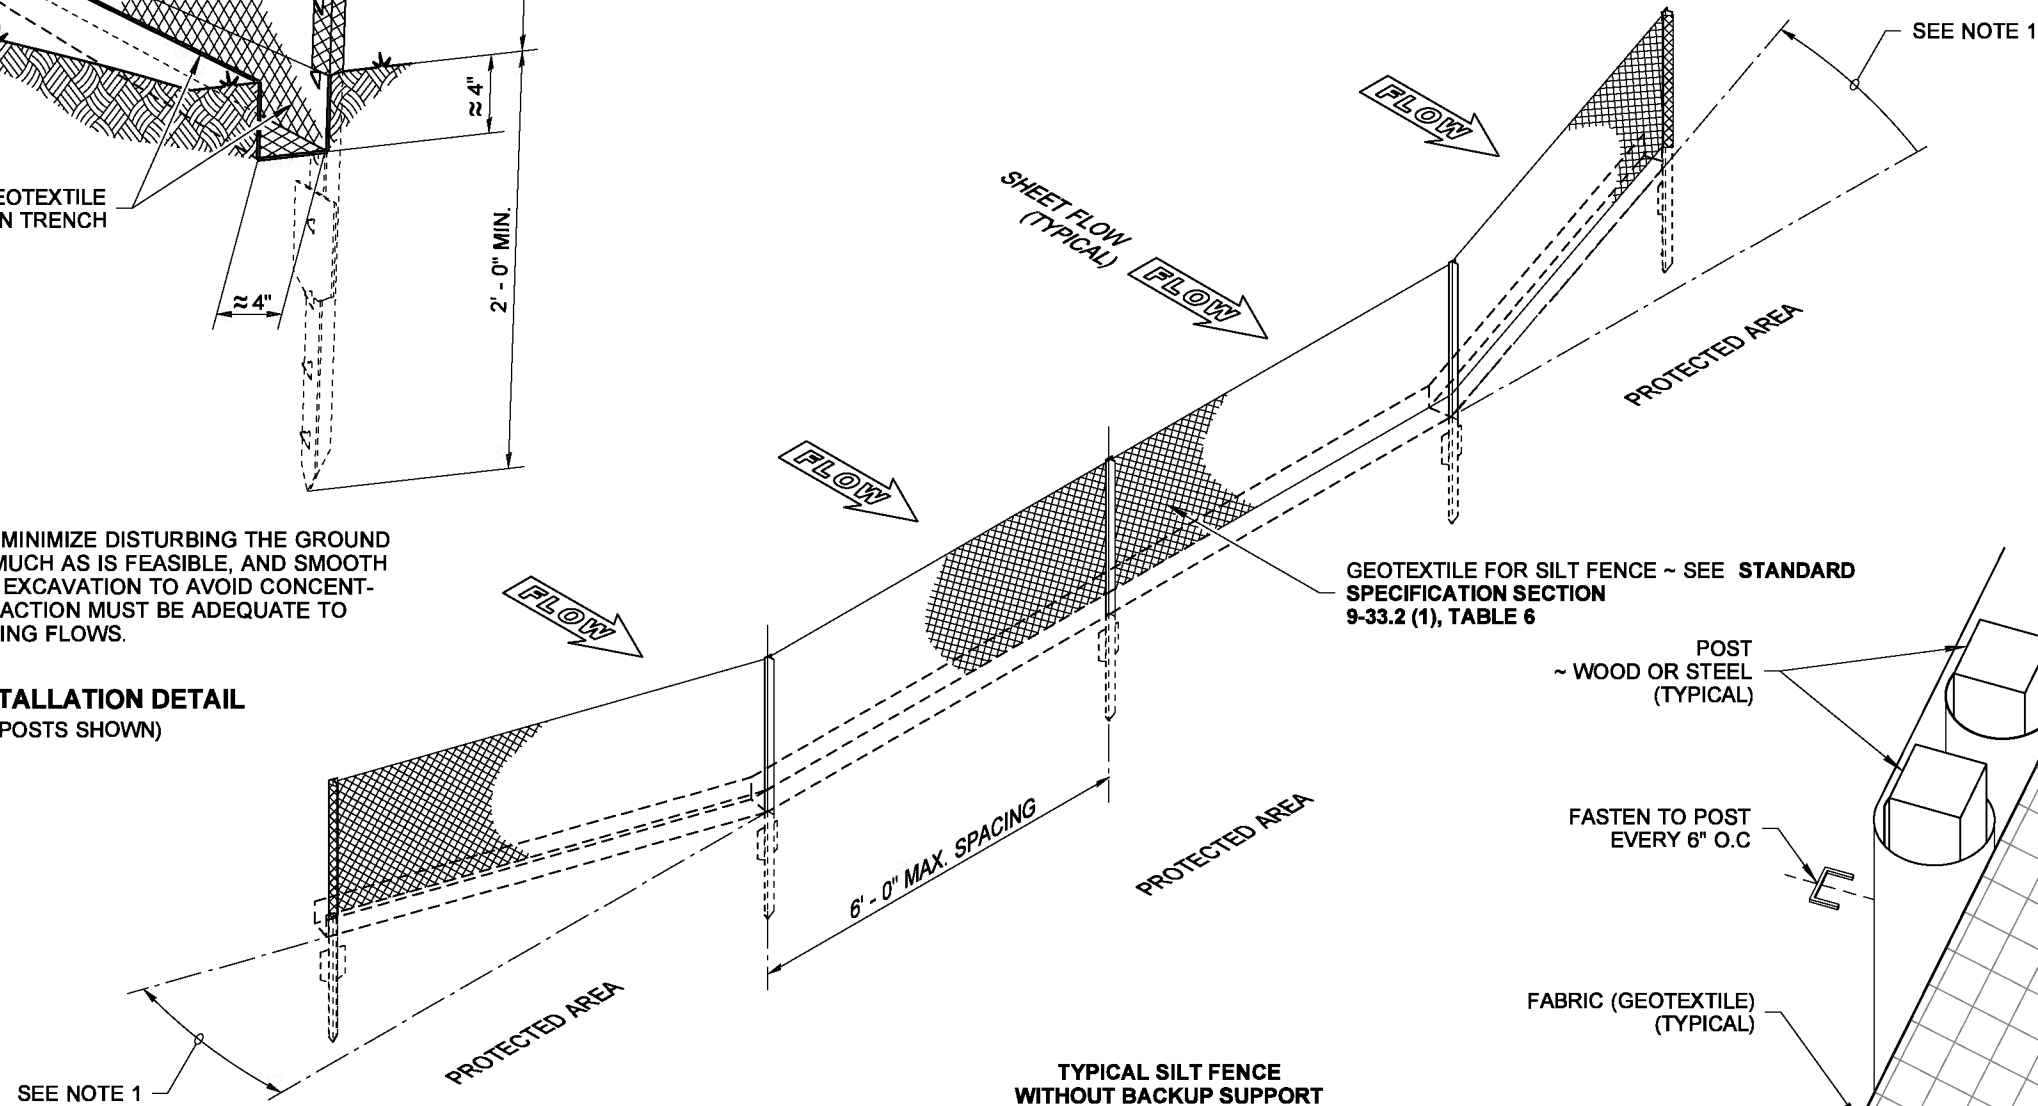 SEE NOTE 1
FLOW
≈ 4"
EOTEXTILE
N TRENCH
SHEET FLOW
(TYPICAL)
FLOW
2' - 0" MIN.
≈ 4"
PROTECTED AREA
FLOW
MINIMIZE DISTURBING THE GROUND
MUCH AS IS FEASIBLE, AND SMOOTH
EXCAVATION TO AVOID CONCENT-
ACTION MUST BE ADEQUATE TO
ING FLOWS.
FLOW
GEOTEXTILE FOR SILT FENCE ~ SEE STANDARD
SPECIFICATION SECTION
9-33.2 (1), TABLE 6
TALLATION DETAIL
POSTS SHOWN)
POST
~ WOOD OR STEEL
(TYPICAL)
6' - 0" MAX. SPACING
PROTECTED AREA
FASTEN TO POST
EVERY 6" O.C
PROTECTED AREA
FABRIC (GEOTEXTILE)
(TYPICAL)
SEE NOTE 1
TYPICAL SILT FENCE
WITHOUT BACKUP SUPPORT